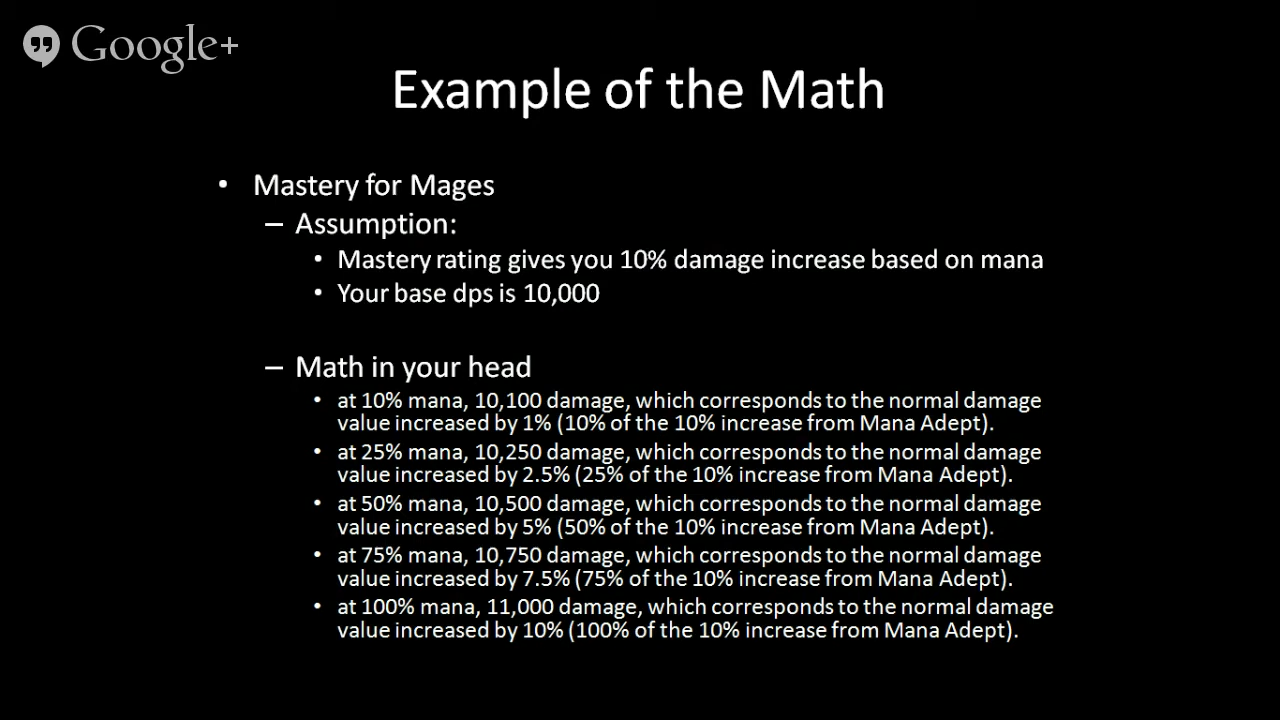 Google+
Example of the Math
• Mastery for Mages
– Assumption:
• Mastery rating gives you 10% damage increase based on mana
• Your base dps is 10,000
– Math in your head
• at 10% mana, 10,100 damage, which corresponds to the normal damage
value increased by 1% (10% of the 10% increase from Mana Adept).
• at 25% mana, 10,250 damage, which corresponds to the normal damage
value increased by 2.5% (25% of the 10% increase from Mana Adept).
• at 50% mana, 10,500 damage, which corresponds to the normal damage
value increased by 5% (50% of the 10% increase from Mana Adept).
• at 75% mana, 10,750 damage, which corresponds to the normal damage
value increased by 7.5% (75% of the 10% increase from Mana Adept).
• at 100% mana, 11,000 damage, which corresponds to the normal damage
value increased by 10% (100% of the 10% increase from Mana Adept).